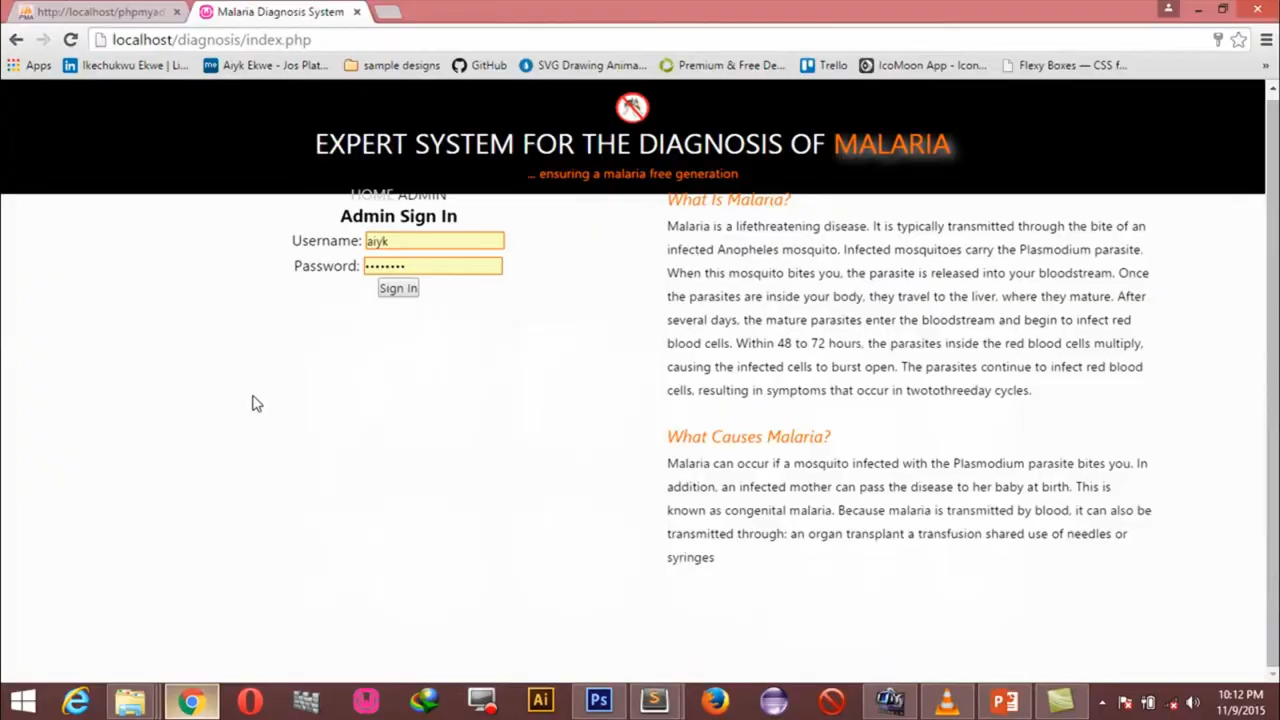 http://localhost/phpmyad
Malaria Diagnosis System
localhost/diagnosis/index.php
Apps
Ikechukwu Ekwe | Li...
Aiyk Ekwe - Jos Plat...
sample designs
GitHub
SVG Drawing Anima...
Premium & Free De...
Trello
IcoMoon App - Icon...
Flexy Boxes — CSS f...
»
EXPERT SYSTEM FOR THE DIAGNOSIS OF MALARIA
... ensuring a malaria free generation
HOME ADMIN
Admin Sign In
Username: aiyk
Password: ••••••••
Sign In
What Is Malaria?
Malaria is a lifethreatening disease. It is typically transmitted through the bite of an
infected Anopheles mosquito. Infected mosquitoes carry the Plasmodium parasite.
When this mosquito bites you, the parasite is released into your bloodstream. Once
the parasites are inside your body, they travel to the liver, where they mature. After
several days, the mature parasites enter the bloodstream and begin to infect red
blood cells. Within 48 to 72 hours, the parasites inside the red blood cells multiply,
causing the infected cells to burst open. The parasites continue to infect red blood
cells, resulting in symptoms that occur in twotothreeday cycles.
What Causes Malaria?
Malaria can occur if a mosquito infected with the Plasmodium parasite bites you. In
addition, an infected mother can pass the disease to her baby at birth. This is
known as congenital malaria. Because malaria is transmitted by blood, it can also be
transmitted through: an organ transplant a transfusion shared use of needles or
syringes
Ai
Ps
10:12 PM
11/9/2015